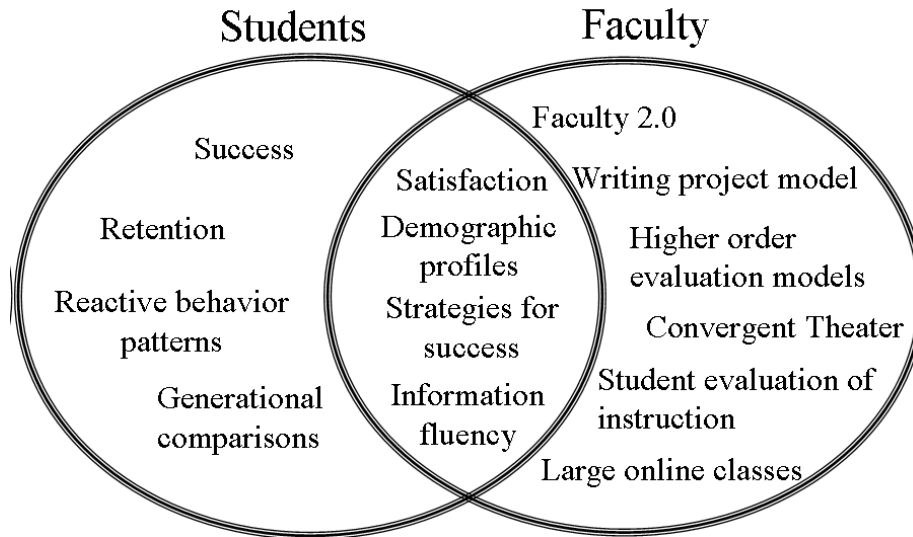 Students
Faculty
Success
Retention
Reactive behavior
patterns
Generational
comparisons
Satisfaction
Demographic
profiles
Strategies for
success
Information
fluency
Faculty 2.0
Writing project model
Higher order
evaluation models
Convergent Theater
Student evaluation of
instruction
Large online classes